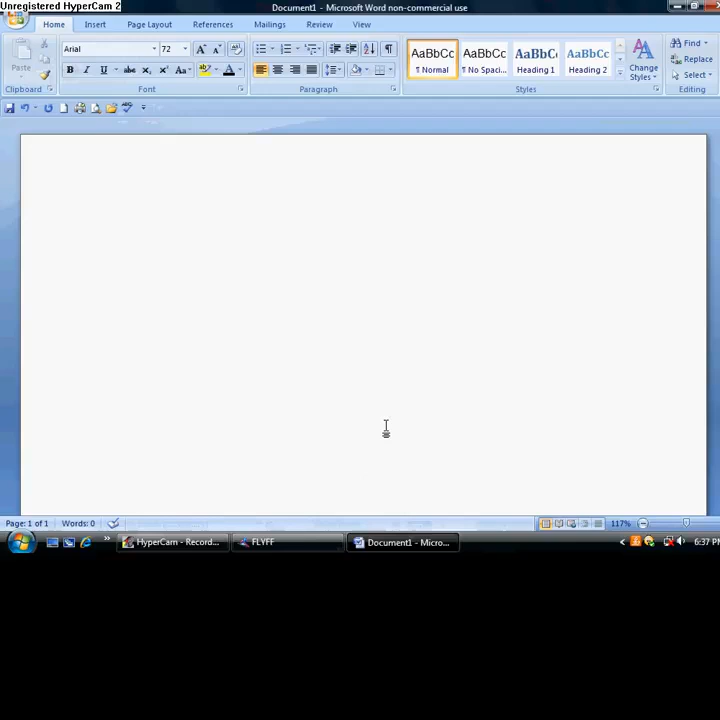 Unregistered HyperCam 2
Document1 - Microsoft Word non-commercial use
Home Insert Page Layout References Mailings Review View
Arial 72
Paste
AaBbCc AaBbCc AaBbCc AaBbCc
¶ Normal ¶ No Spaci... Heading 1 Heading 2
Change Styles
Find
Replace
Select
Clipboard Font Paragraph Styles Editing
Page: 1 of 1 Words: 0 117%
HyperCam - Record... FLYFF Document1 - Micro... 6:37 PM